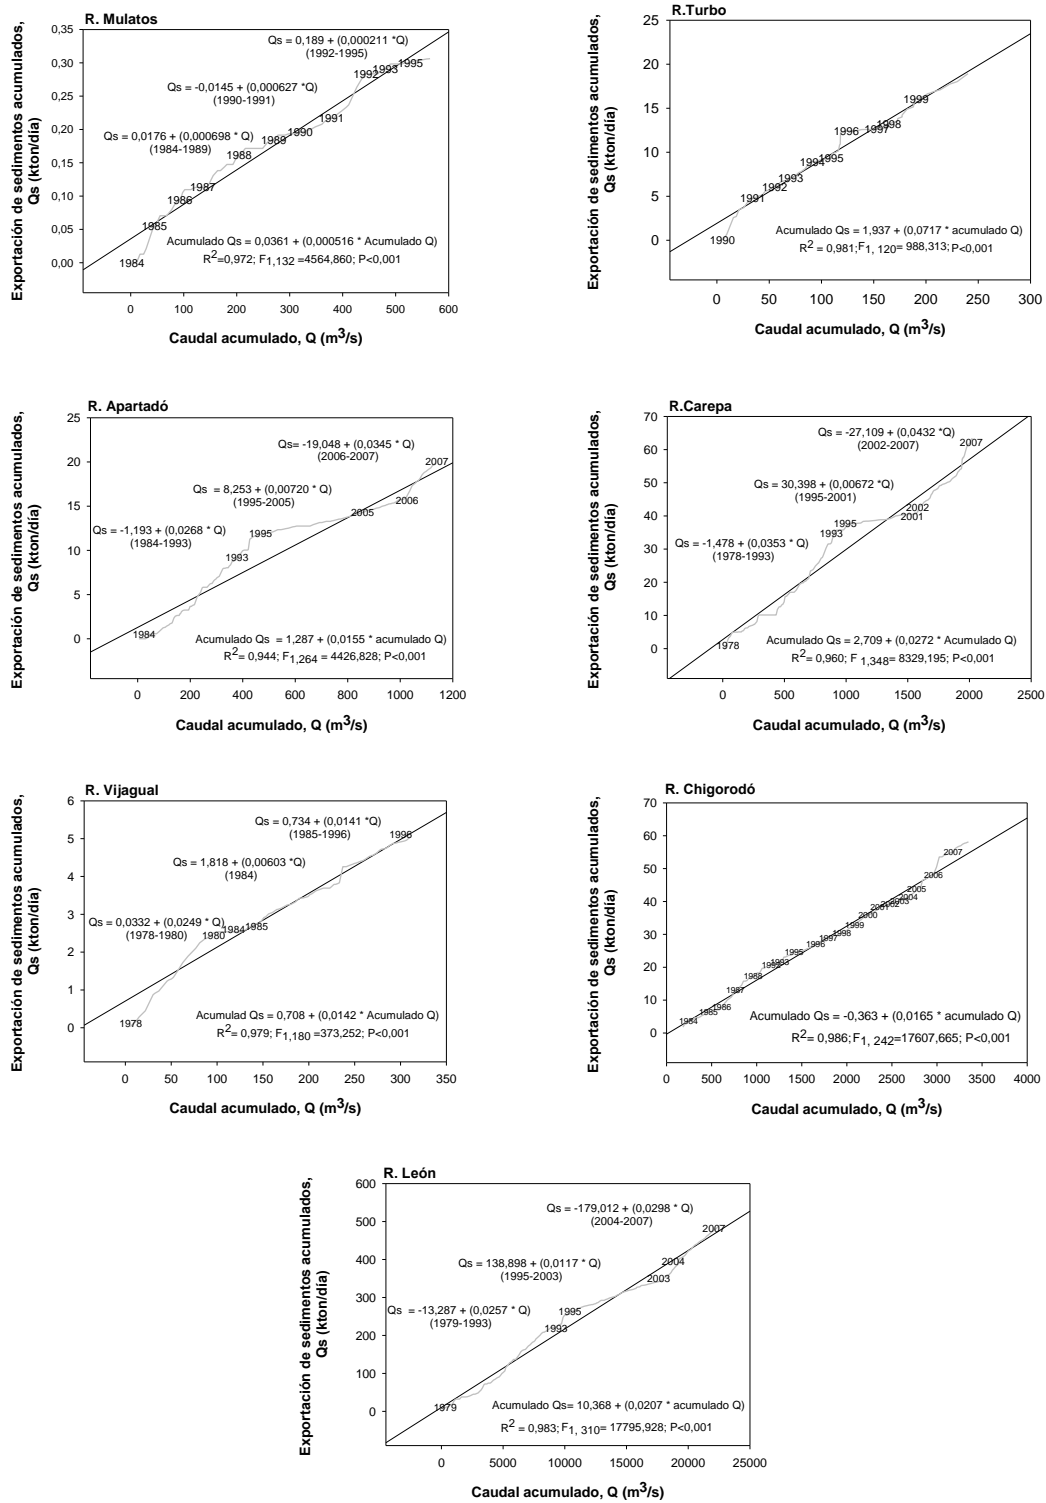 R. Mulatos
Exportación de sedimentos acumulados,
Qs (kton/día)
0,35
0,30
0,25
0,20
0,15
0,10
0,05
0,00
Qs = 0,189 + (0,000211 *Q)
(1992-1995)
Qs = -0,0145 + (0,000627 *Q)
(1990-1991)
Qs = 0,0176 + (0,000698 * Q)
(1984-1989)
1984
1985
1986
1987
1988
1989
1990
1991
1992
1993
1995
Acumulado Qs = 0,0361 + (0,000516 * Acumulado Q)
R2=0,972; F1,132 =4564,860; P<0,001
0 100 200 300 400 500 600
Caudal acumulado, Q (m3/s)
R.Turbo
Exportación de sedimentos acumulados,
Qs (kton/día)
25
20
15
10
5
0
1990
1991
1992
1993
1994
1995
1996
1997
1998
1999
Acumulado Qs = 1,937 + (0,0717 * acumulado Q)
R2 = 0,981; F1, 120= 988,313; P<0,001
0 50 100 150 200 250 300
Caudal acumulado, Q (m3/s)
R. Apartadó
Exportación de sedimentos acumulados,
Qs (kton/día)
25
20
15
10
5
0
Qs= -19,048 + (0,0345 * Q)
(2006-2007)
Qs = 8,253 + (0,00720 * Q)
(1995-2005)
Qs = -1,193 + (0,0268 * Q)
(1984-1993)
1984
1993
1995
2005
2006
2007
Acumulado Qs = 1,287 + (0,0155 * acumulado Q)
R2= 0,944; F1,264 = 4426,828; P<0,001
0 200 400 600 800 1000 1200
Caudal acumulado, Q (m3/s)
R.Carepa
Exportación de sedimentos acumulados,
Qs (kton/día)
70
60
50
40
30
20
10
0
Qs = -27,109 + (0,0432 *Q)
(2002-2007)
Qs = 30,398 + (0,00672 * Q)
(1995-2001)
Qs = -1,478 + (0,0353 * Q)
(1978-1993)
1978
1993
1995
2001
2002
2007
Acumulado Qs = 2,709 + (0,0272 * Acumulado Q)
R2= 0,960; F 1,348= 8329,195; P<0,001
0 500 1000 1500 2000 2500
Caudal acumulado, Q (m3/s)
R. Vijagual
Exportación de sedimentos acumulados,
Qs (kton/día)
6
5
4
3
2
1
0
Qs = 0,734 + (0,0141 *Q)
(1985-1996)
Qs = 1,818 + (0,00603 *Q)
(1984)
Qs = 0,0332 + (0,0249 * Q)
(1978-1980)
1978
1980
1984
1985
1996
Acumulad Qs = 0,708 + (0,0142 * Acumulado Q)
R2= 0,979; F1,180 =373,252; P<0,001
0 50 100 150 200 250 300 350
Caudal acumulado, Q (m3/s)
R. Chigorodó
Exportación de sedimentos acumulados,
Qs (kton/día)
70
60
50
40
30
20
10
0
1984
1985
1986
1987
1988
1992
1993
1995
1996
1997
1998
1999
2000
2001
2002
2003
2004
2005
2006
2007
Acumulado Qs = -0,363 + (0,0165 * acumulado Q)
R2= 0,986; F1, 242=17607,665; P<0,001
0 500 1000 1500 2000 2500 3000 3500 4000
Caudal acumulado, Q (m3/s)
R. León
Exportación de sedimentos acumulados,
Qs (kton/día)
600
500
400
300
200
100
0
Qs = -179,012 + (0,0298 * Q)
(2004-2007)
Qs = 138,898 + (0,0117 * Q)
(1995-2003)
Qs = -13,287 + (0,0257 * Q)
(1979-1993)
1979
1993
1995
2003
2004
2007
Acumulado Qs= 10,368 + (0,0207 * acumulado Q)
R2 = 0,983; F1, 310= 17795,928; P<0,001
0 5000 10000 15000 20000 25000
Caudal acumulado, Q (m3/s)